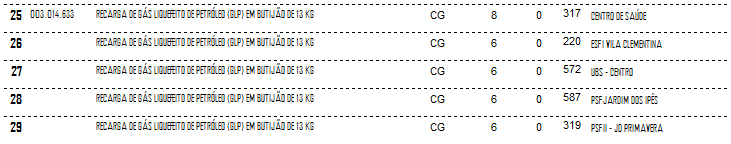 25 003.014.633 RECARGA DE GÁS LIQUEFEITO DE PETRÓLEO (GLP) EM BUTIJÃO DE 13 KG CG 8 0 317 CENTRO DE SAÚDE
26 RECARGA DE GÁS LIQUEFEITO DE PETRÓLEO (GLP) EM BUTIJÃO DE 13 KG CG 6 0 220 ESFI VILA CLEMENTINA
27 RECARGA DE GÁS LIQUEFEITO DE PETRÓLEO (GLP) EM BUTIJÃO DE 13 KG CG 6 0 572 UBS - CENTRO
28 RECARGA DE GÁS LIQUEFEITO DE PETRÓLEO (GLP) EM BUTIJÃO DE 13 KG CG 6 0 587 PSF JARDIM DOS IPÊS
29 RECARGA DE GÁS LIQUEFEITO DE PETRÓLEO (GLP) EM BUTIJÃO DE 13 KG CG 6 0 319 PSF II - JD PRIMAVERA